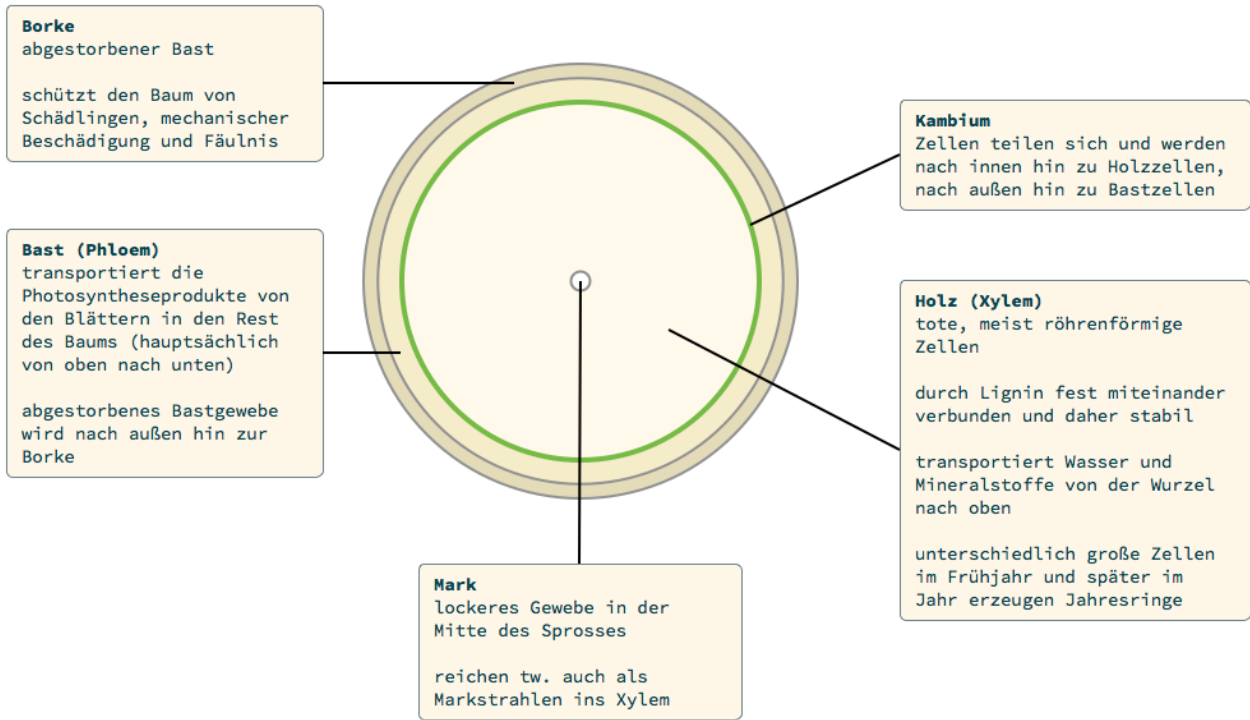 Borke
abgestorbener Bast
schützt den Baum von
Schädlingen, mechanischer
Beschädigung und Fäulnis
Bast (Phloem)
transportiert die
Photosyntheseprodukte von
den Blättern in den Rest
des Baums (hauptsächlich
von oben nach unten)
abgestorbenes Bastgewebe
wird nach außen hin zur
Borke
Mark
lockeres Gewebe in der
Mitte des Sprosses
reichen tw. auch als
Markstrahlen ins Xylem
Kambium
Zellen teilen sich und werden
nach innen hin zu Holzzellen,
nach außen hin zu Bastzellen
Holz (Xylem)
tote, meist röhrenförmige
Zellen
durch Lignin fest miteinander
verbunden und daher stabil
transportiert Wasser und
Mineralstoffe von der Wurzel
nach oben
unterschiedlich große Zellen
im Frühjahr und später im
Jahr erzeugen Jahresringe